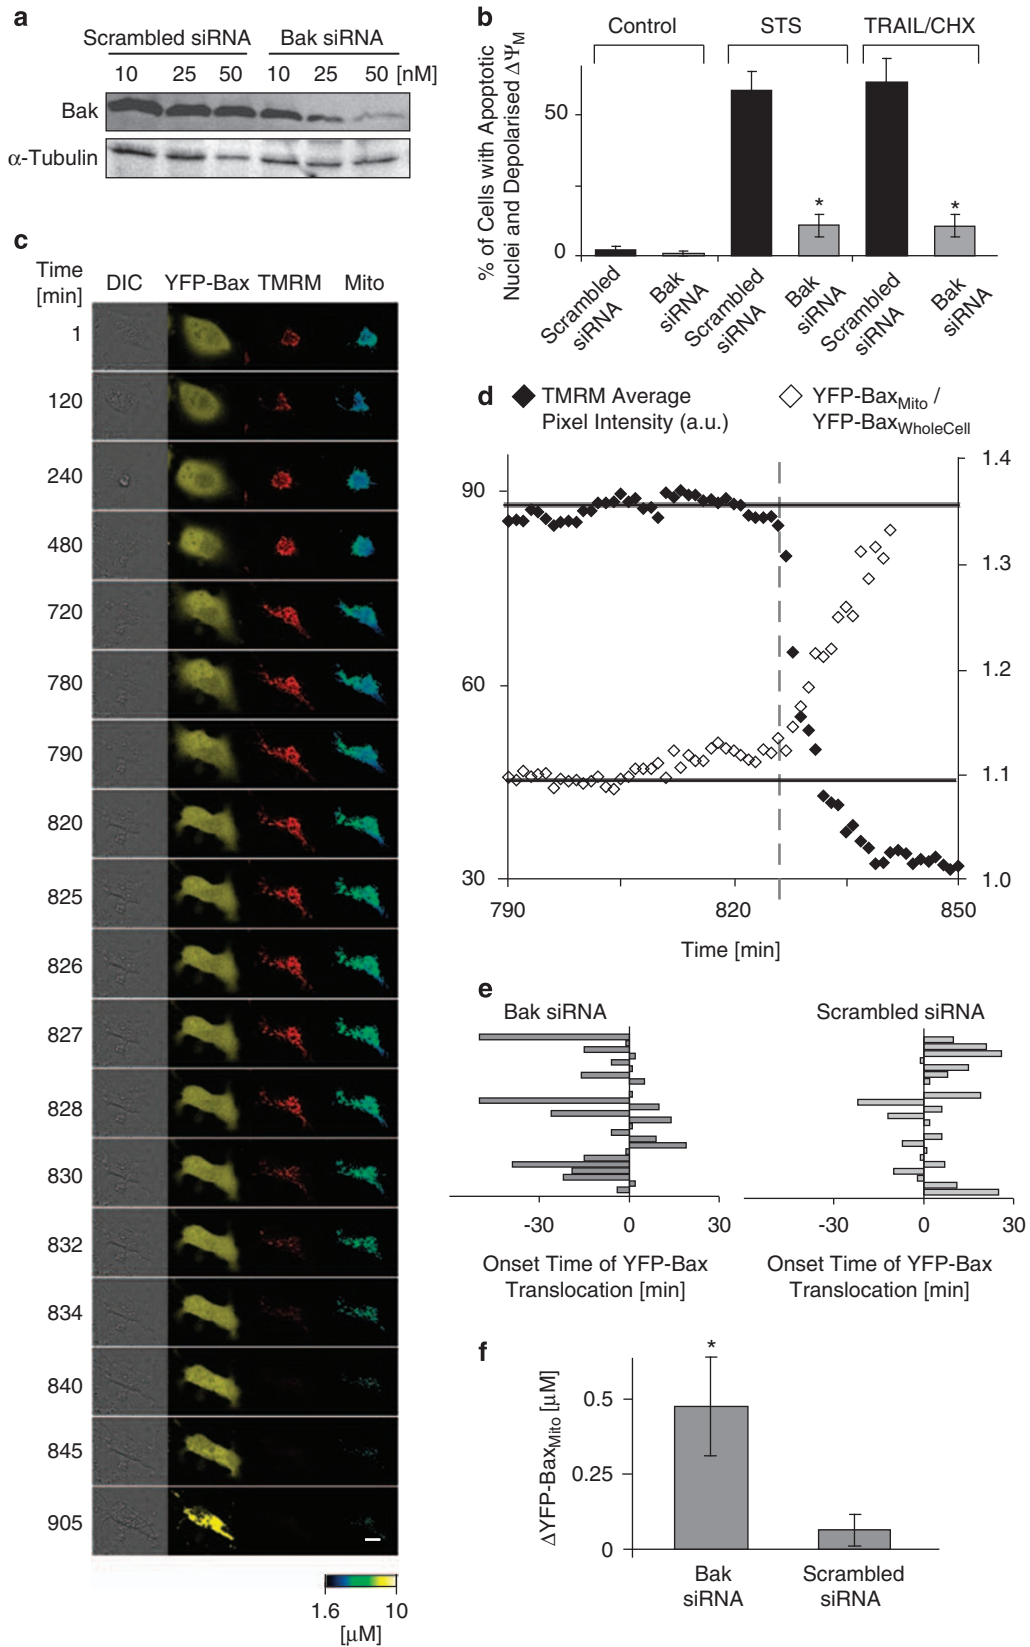 a
Scrambled siRNA Bak siRNA
10 25 50 10 25 50 [nM]
Bak
α-Tubulin
b
Control STS TRAIL/CHX
% of Cells with Apoptotic
Nuclei and Depolarised ΔΨM
50
0
* *
Scrambled
siRNA
Bak
siRNA
Scrambled
siRNA
Bak
siRNA
Scrambled
siRNA
Bak
siRNA
c
Time
[min]
DIC YFP-Bax TMRM Mito
1
120
240
480
720
780
790
820
825
826
827
828
830
832
834
840
845
905
1.6 10
[µM]
d
TMRM Average
Pixel Intensity (a.u.)
YFP-BaxMito /
YFP-BaxWholeCell
90
60
30
1.4
1.3
1.2
1.1
1.0
790 820 850
Time [min]
e
Bak siRNA
-30 0 30
Onset Time of YFP-Bax
Translocation [min]
Scrambled siRNA
-30 0 30
Onset Time of YFP-Bax
Translocation [min]
f
ΔYFP-BaxMito [µM]
0.5
0.25
0
*
Bak
siRNA
Scrambled
siRNA